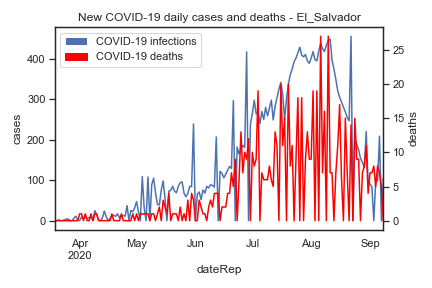 New COVID-19 daily cases and deaths - El_Salvador
COVID-19 infections
COVID-19 deaths
cases
400
300
200
100
0
deaths
25
20
15
10
5
0
Apr
2020
May
Jun
Jul
Aug
Sep
dateRep